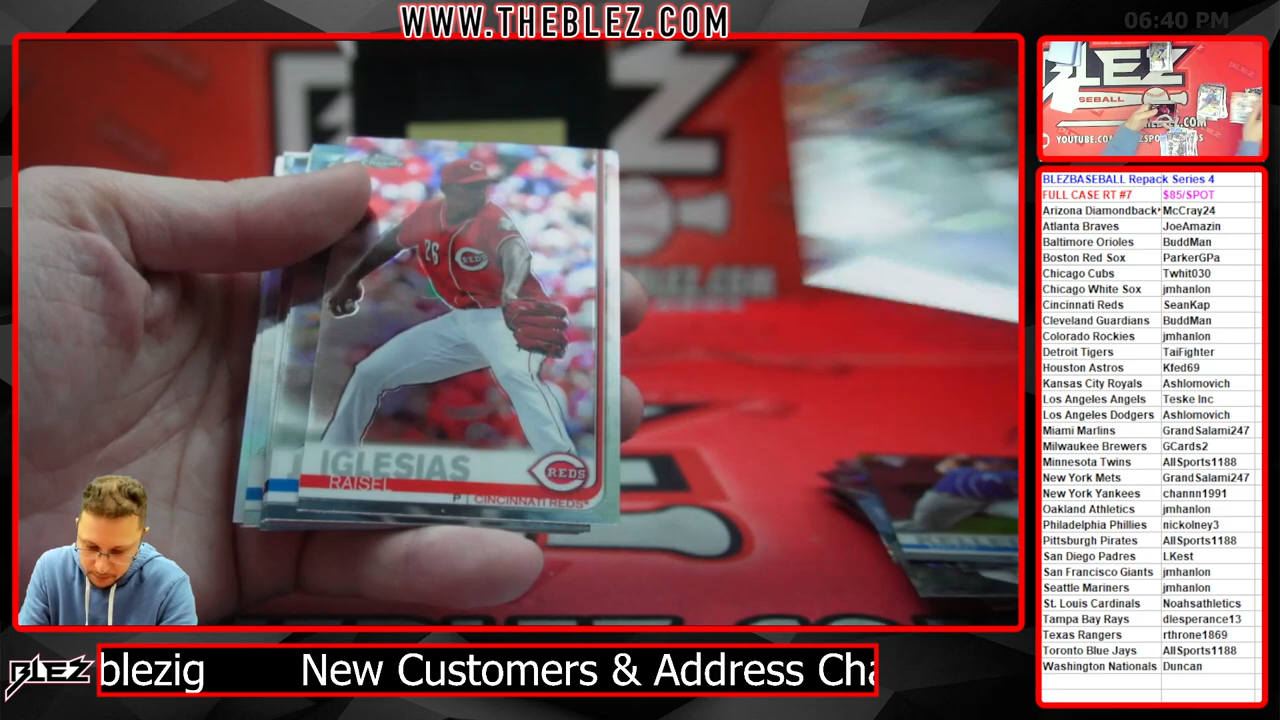 WWW.THEBLEZ.COM
06:40 PM
26
REDS
IGLESIAS
RAISEL
REDS
P | CINCINNATI REDS
BLEZ
blezig New Customers & Address Cha
BLEZBASEBALL Repack Series 4
FULL CASE RT #7 $85/SPOT
Arizona Diamondback McCray24
Atlanta Braves JoeAmazin
Baltimore Orioles BuddMan
Boston Red Sox ParkerGPa
Chicago Cubs Twhit030
Chicago White Sox jmhanlon
Cincinnati Reds SeanKap
Cleveland Guardians BuddMan
Colorado Rockies jmhanlon
Detroit Tigers TaiFighter
Houston Astros Kfed69
Kansas City Royals Ashlomovich
Los Angeles Angels Teske Inc
Los Angeles Dodgers Ashlomovich
Miami Marlins GrandSalami247
Milwaukee Brewers GCards2
Minnesota Twins AllSports1188
New York Mets GrandSalami247
New York Yankees channn1991
Oakland Athletics jmhanlon
Philadelphia Phillies nickolney3
Pittsburgh Pirates AllSports1188
San Diego Padres LKest
San Francisco Giants jmhanlon
Seattle Mariners jmhanlon
St. Louis Cardinals Noahsathletics
Tampa Bay Rays dlesperance13
Texas Rangers rthrone1869
Toronto Blue Jays AllSports1188
Washington Nationals Duncan